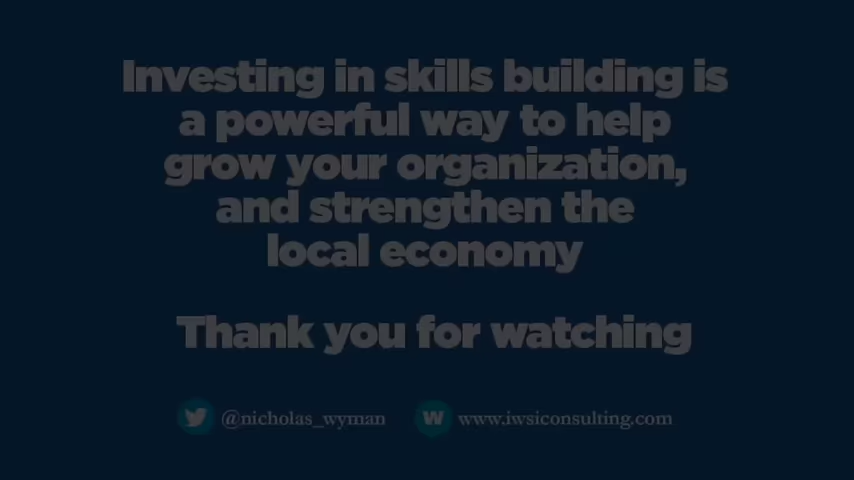 Investing in skills building is
a powerful way to help
grow your organization,
and strengthen the
local economy
Thank you for watching
@nicholas_wyman
W www.iwsiconsulting.com